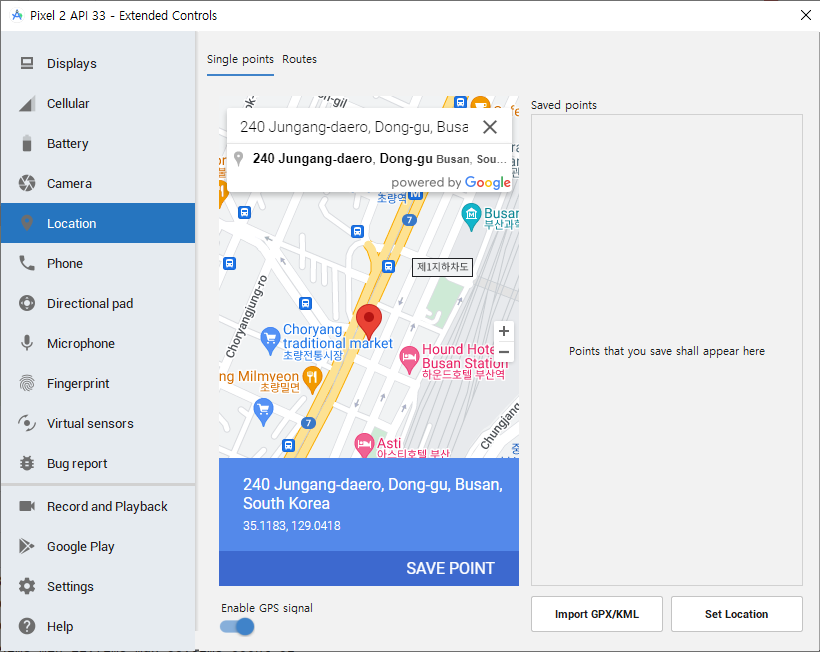 Pixel 2 API 33 - Extended Controls
Displays
Cellular
Battery
Camera
Location
Phone
Directional pad
Microphone
Fingerprint
Virtual sensors
Bug report
Record and Playback
Google Play
Settings
Help
Single points
Routes
240 Jungang-daero, Dong-gu, Busa
240 Jungang-daero, Dong-gu Busan, Sou...
powered by Google
초량역
7
Busan
부산과학
제1지하차도
Choryangjung-ro
Choryang
traditional market
초량전통시장
Hound Hote
Busan Station
하운드호텔 부산역
ng Milmyeon
초량밀면
7
Chungjang
Asti
아스티호텔 부산
240 Jungang-daero, Dong-gu, Busan,
South Korea
35.1183, 129.0418
SAVE POINT
Enable GPS signal
Saved points
Points that you save shall appear here
Import GPX/KML
Set Location